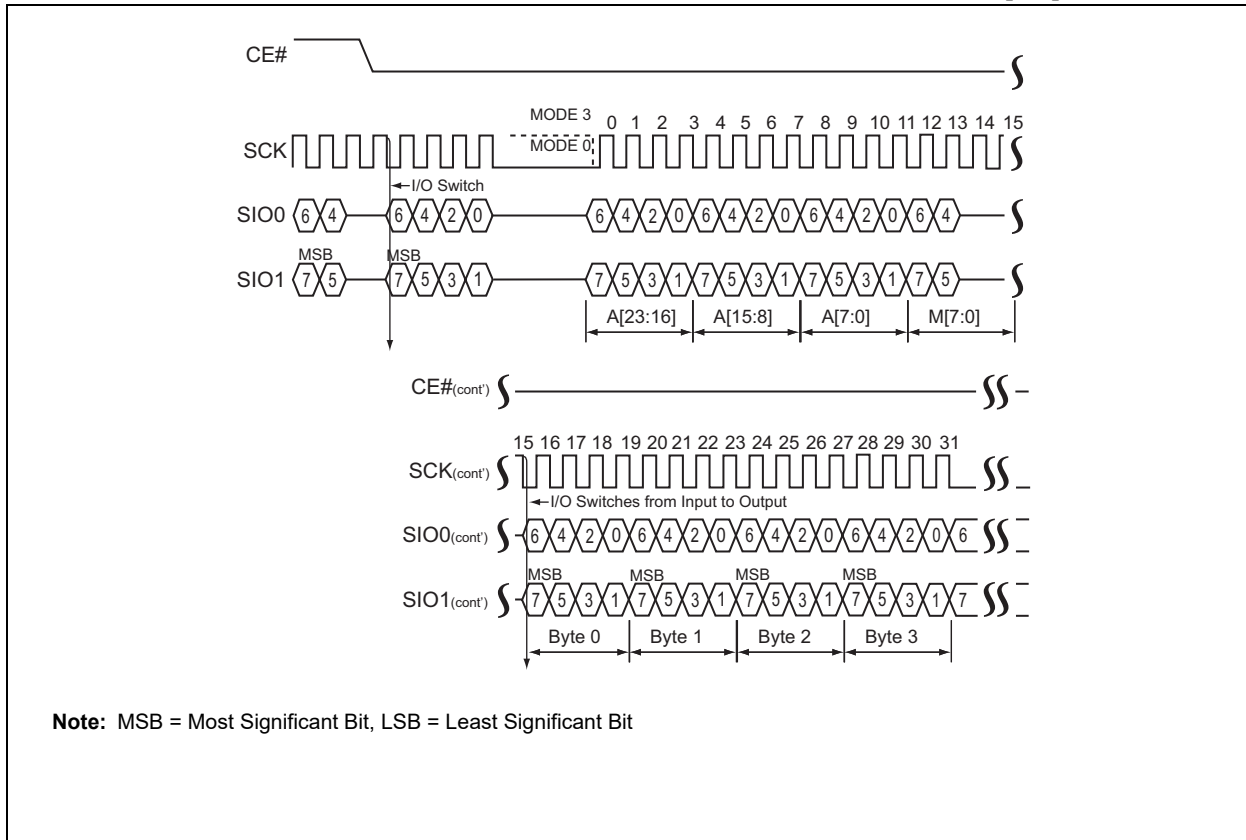 CE#
MODE 3
0 1 2 3 4 5 6 7 8 9 10 11 12 13 14 15
SCK MODE 0
I/O Switch
SIO0 6 4 6 4 2 0 6 4 2 0 6 4 2 0 6 4 2 0 6 4
MSB MSB
SIO1 7 5 7 5 3 1 7 5 3 1 7 5 3 1 7 5 3 1 7 5
A[23:16] A[15:8] A[7:0] M[7:0]
CE#(cont')
15 16 17 18 19 20 21 22 23 24 25 26 27 28 29 30 31
SCK(cont')
I/O Switches from Input to Output
SIO0(cont') 6 4 2 0 6 4 2 0 6 4 2 0 6 4 2 0 6
MSB MSB MSB MSB
SIO1(cont') 7 5 3 1 7 5 3 1 7 5 3 1 7 5 3 1 7
Byte 0 Byte 1 Byte 2 Byte 3
Note: MSB = Most Significant Bit, LSB = Least Significant Bit